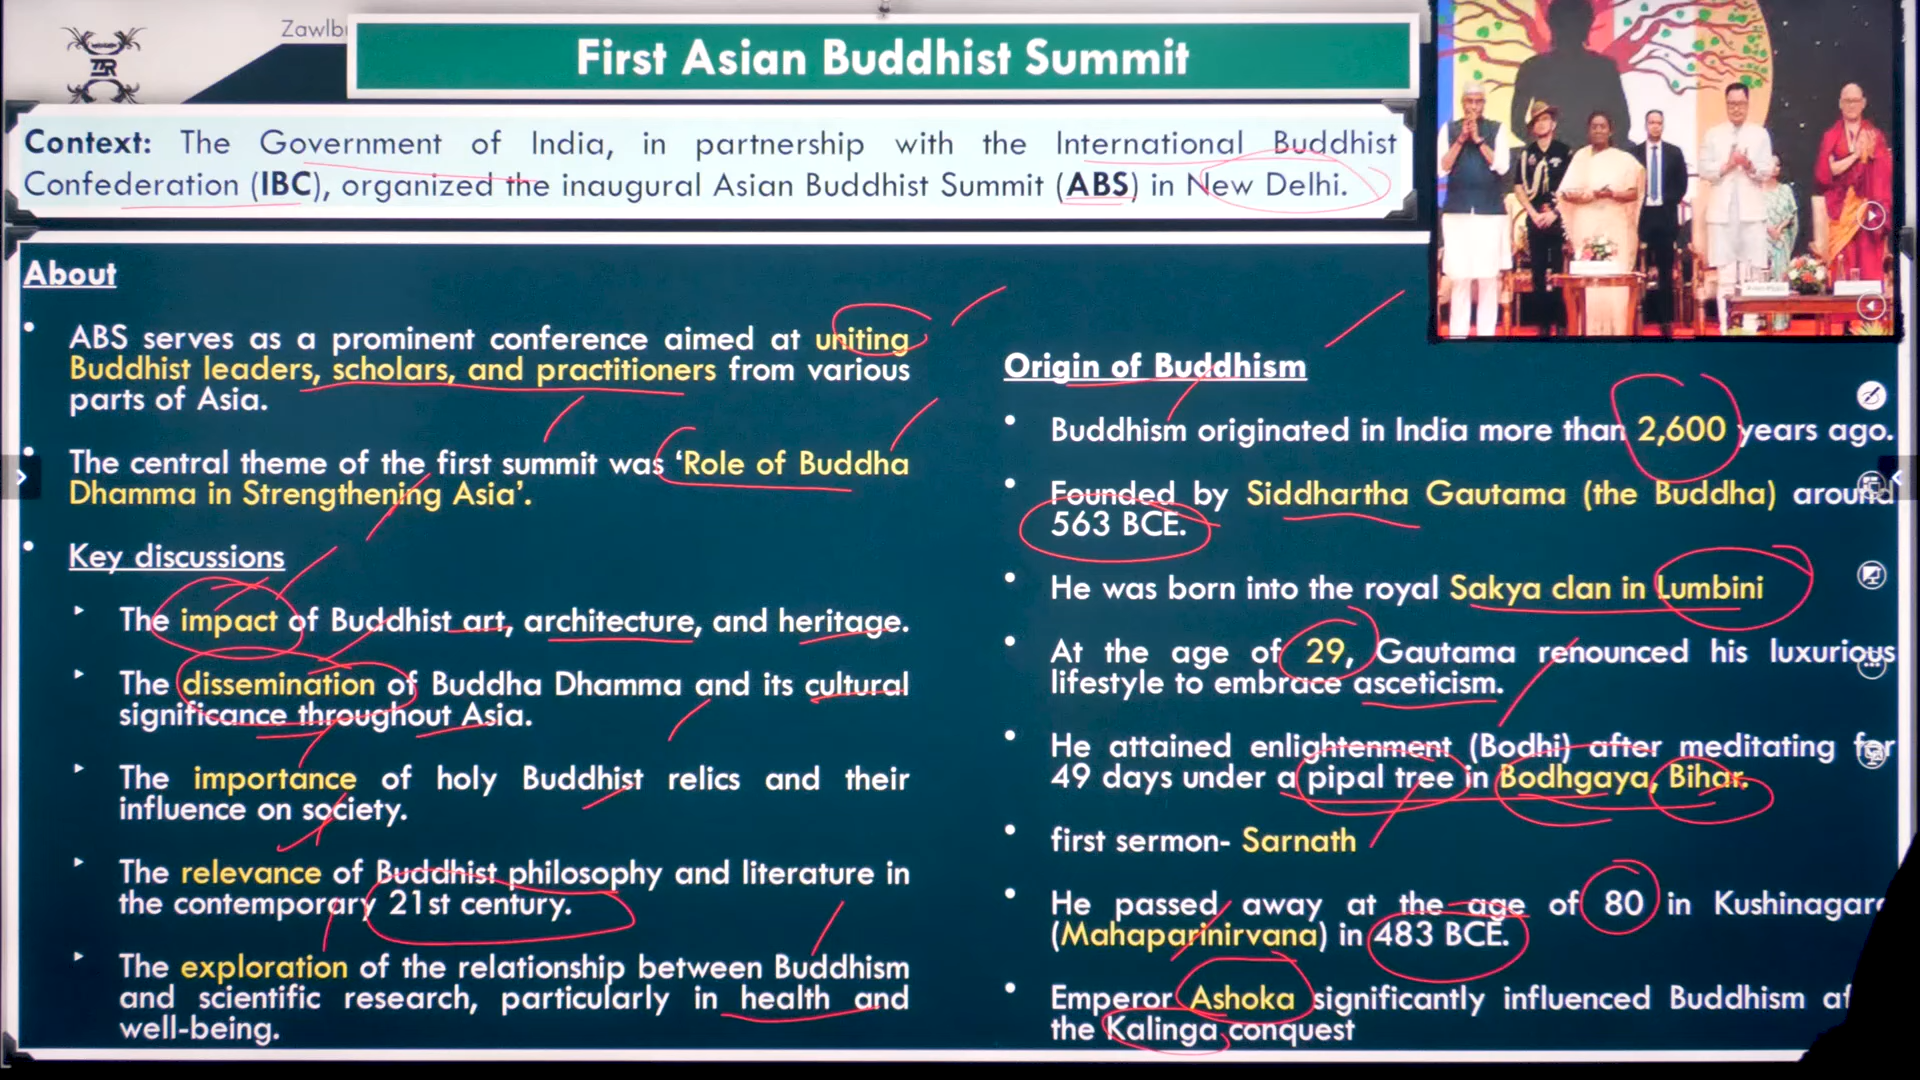 Zawlb
First Asian Buddhist Summit
Context: The Government of India, in partnership with the International Buddhist
Confederation (IBC), organized the inaugural Asian Buddhist Summit (ABS) in New Delhi.
About
• ABS serves as a prominent conference aimed at uniting
Buddhist leaders, scholars, and practitioners from various
parts of Asia.
• The central theme of the first summit was ‘Role of Buddha
Dhamma in Strengthening Asia’.
• Key discussions
‣ The impact of Buddhist art, architecture, and heritage.
‣ The dissemination of Buddha Dhamma and its cultural
significance throughout Asia.
‣ The importance of holy Buddhist relics and their
influence on society.
‣ The relevance of Buddhist philosophy and literature in
the contemporary 21st century.
‣ The exploration of the relationship between Buddhism
and scientific research, particularly in health and
well-being.
Origin of Buddhism
• Buddhism originated in India more than 2,600 years ago.
• Founded by Siddhartha Gautama (the Buddha) around
563 BCE.
• He was born into the royal Sakya clan in Lumbini
• At the age of 29, Gautama renounced his luxurious
lifestyle to embrace asceticism.
• He attained enlightenment (Bodhi) after meditating for
49 days under a pipal tree in Bodhgaya, Bihar.
• first sermon- Sarnath
• He passed away at the age of 80 in Kushinagar
(Mahaparinirvana) in 483 BCE.
• Emperor Ashoka significantly influenced Buddhism af
the Kalinga conquest